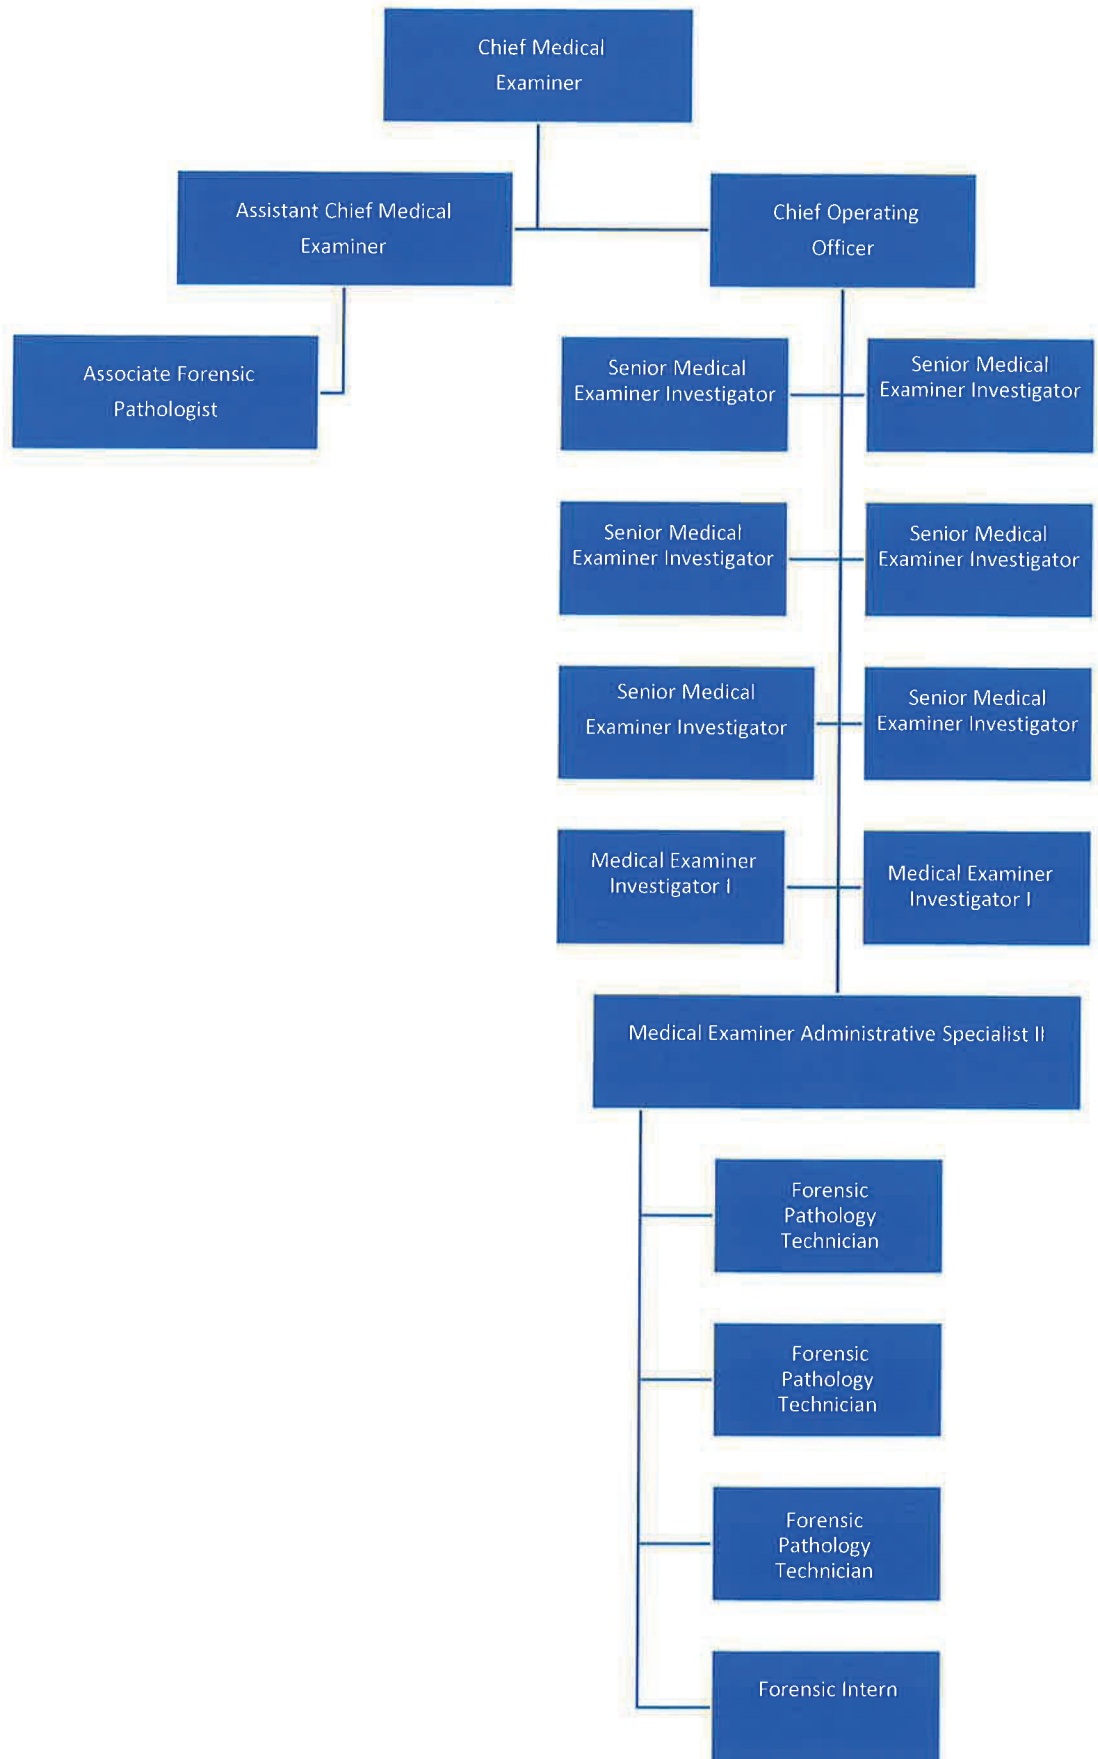 Chief Medical
Examiner
Assistant Chief Medical
Examiner
Chief Operating
Officer
Associate Forensic
Pathologist
Senior Medical
Examiner Investigator
Senior Medical
Examiner Investigator
Senior Medical
Examiner Investigator
Senior Medical
Examiner Investigator
Senior Medical
Examiner Investigator
Senior Medical
Examiner Investigator
Medical Examiner
Investigator I
Medical Examiner
Investigator I
Medical Examiner Administrative Specialist II
Forensic
Pathology
Technician
Forensic
Pathology
Technician
Forensic
Pathology
Technician
Forensic Intern